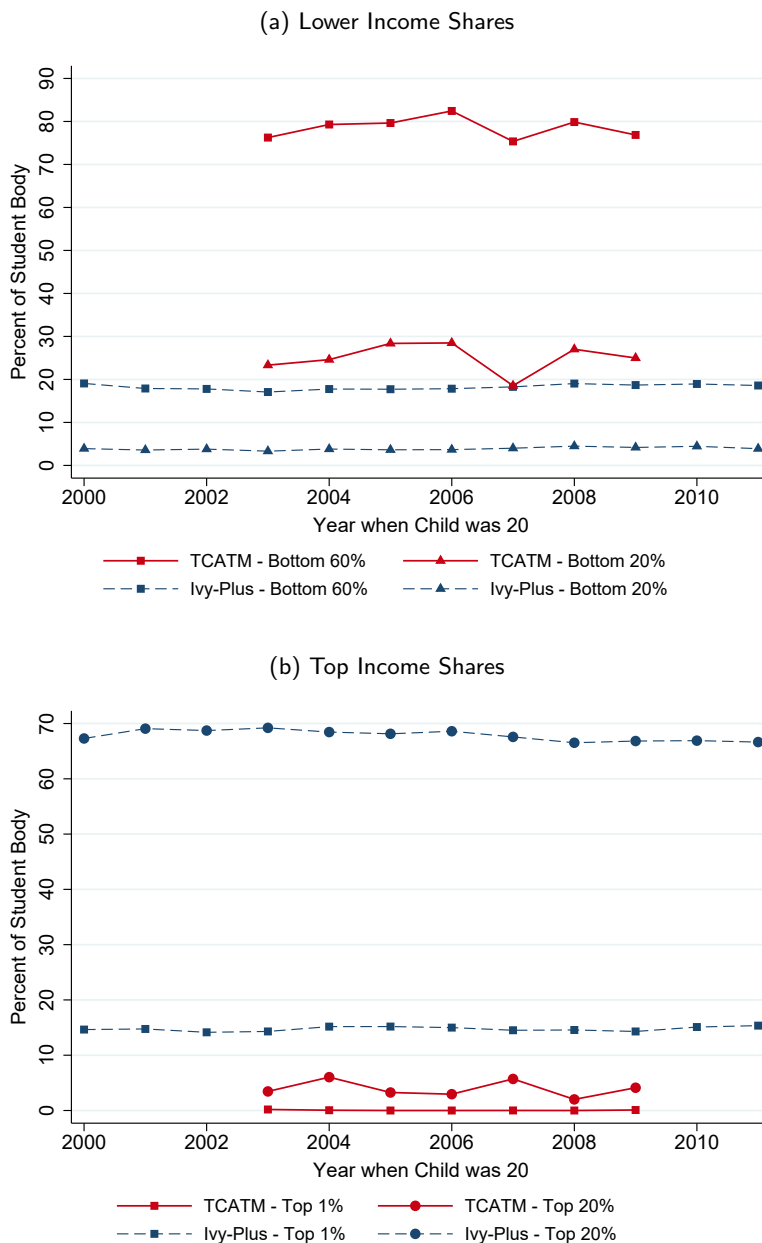 (a) Lower Income Shares
90
80
70
60
50
40
30
20
10
0
Percent of Student Body
2000 2002 2004 2006 2008 2010
Year when Child was 20
TCATM - Bottom 60% TCATM - Bottom 20%
Ivy-Plus - Bottom 60% Ivy-Plus - Bottom 20%
(b) Top Income Shares
70
60
50
40
30
20
10
0
Percent of Student Body
2000 2002 2004 2006 2008 2010
Year when Child was 20
TCATM - Top 1% TCATM - Top 20%
Ivy-Plus - Top 1% Ivy-Plus - Top 20%